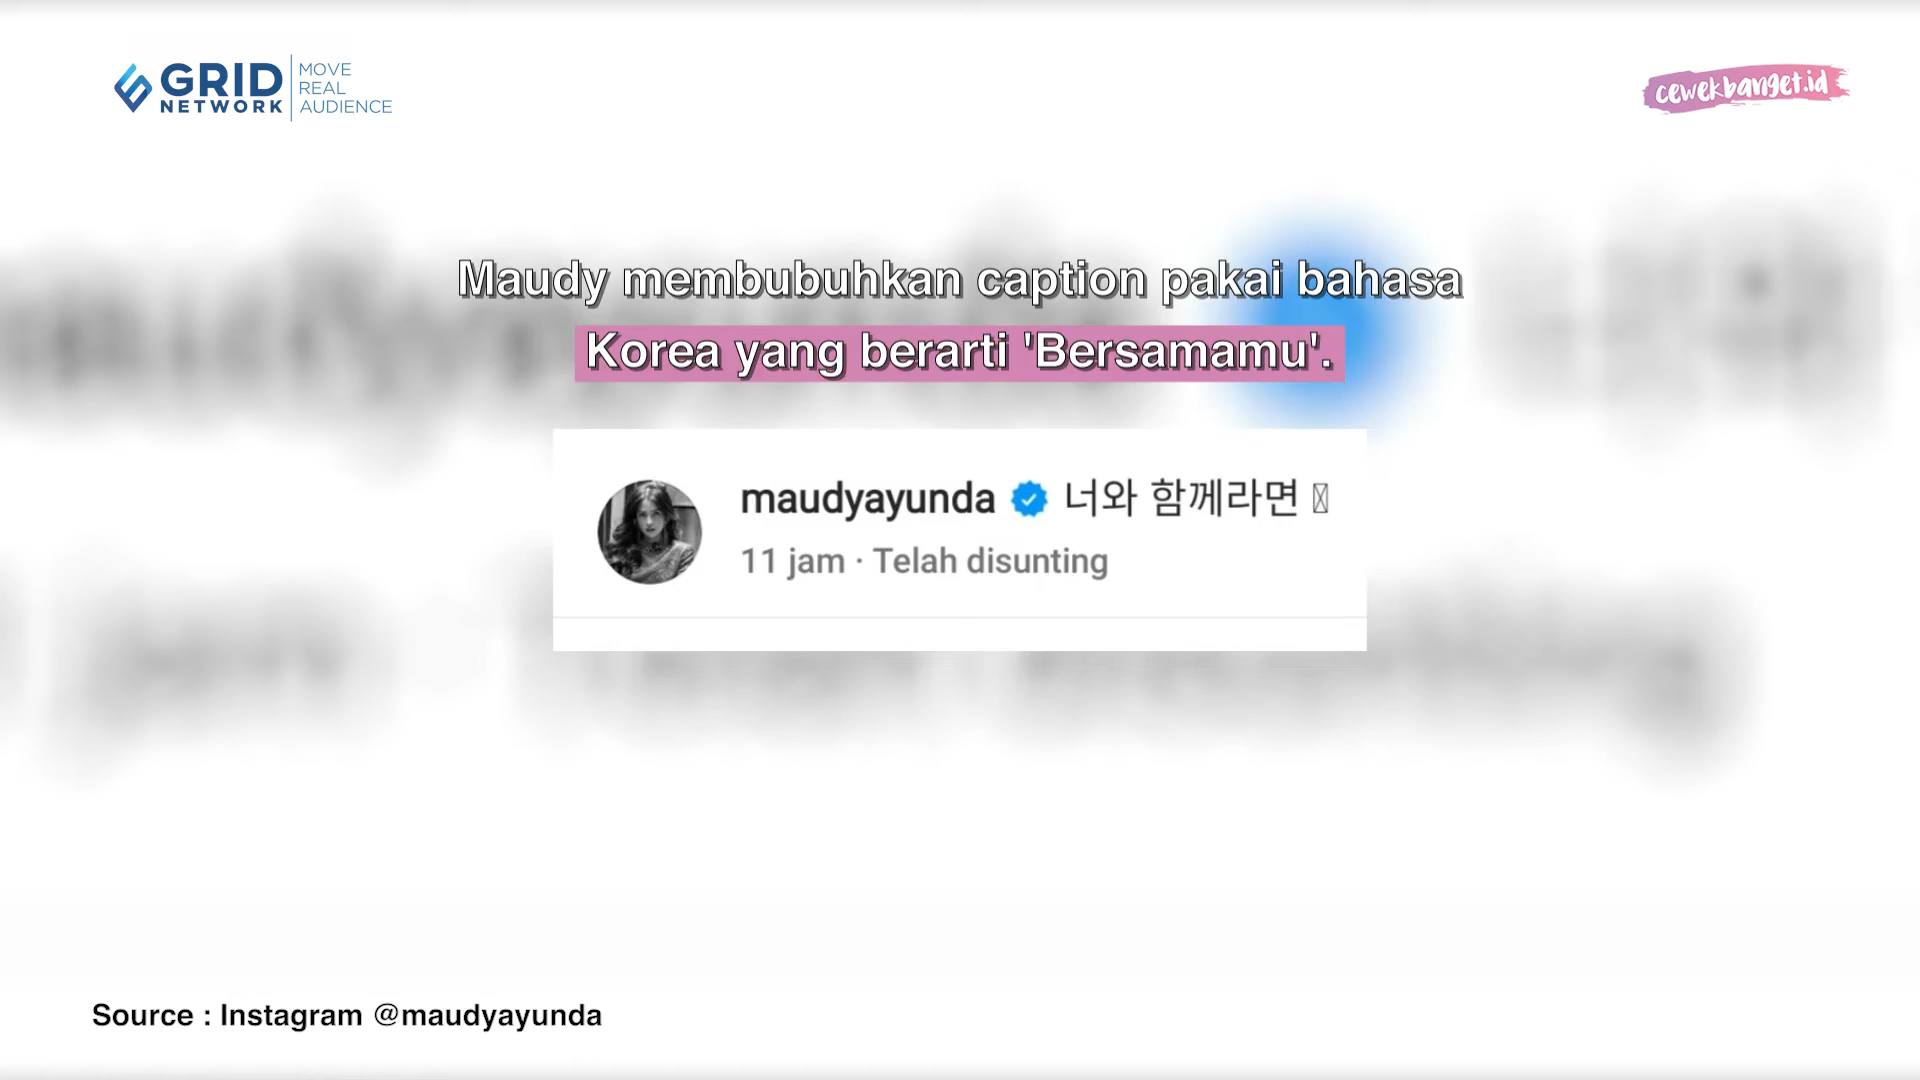 GRID NETWORK
MOVE
REAL
AUDIENCE
cewekbanget.id
Maudy membubuhkan caption pakai bahasa
Korea yang berarti 'Bersamamu'.
maudyayunda 너와 함께라면
11 jam · Telah disunting
Source : Instagram @maudyayunda